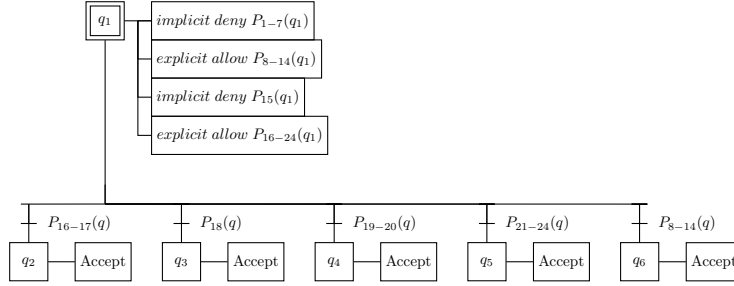 q₁
implicit deny P₁₋₇(q₁)
explicit allow P₈₋₁₄(q₁)
implicit deny P₁₅(q₁)
explicit allow P₁₆₋₂₄(q₁)
P₁₆₋₁₇(q) P₁₈(q) P₁₉₋₂₀(q) P₂₁₋₂₄(q) P₈₋₁₄(q)
q₂ Accept q₃ Accept q₄ Accept q₅ Accept q₆ Accept